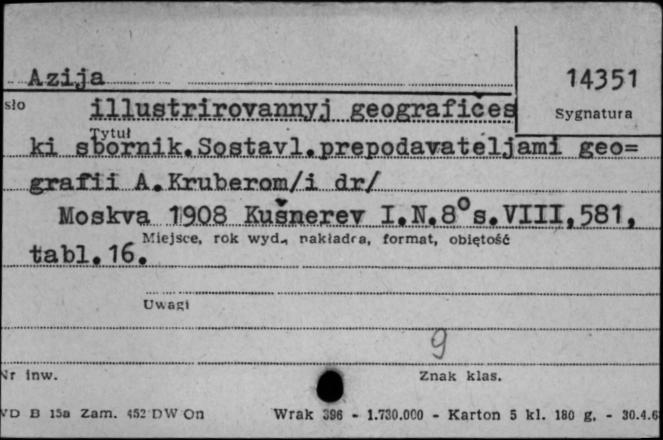 Azija
14351
sło
illustrirovannyj geografičes
Sygnatura
Tytuł
ki sbornik.Sostavl.prepodavateljami geo=
grafii A.Kruberom/i dr/
Moskva 1908 Kušnerev I.N.8°s.VIII,581,
Miejsce, rok wyd., nakładca, format, objętość
tabl.16.
Uwagi
9
Nr inw.
Znak klas.
VD B 15a Zam. 452 DW On Wrak 396 - 1.730.000 - Karton 5 kl. 180 g. - 30.4.6